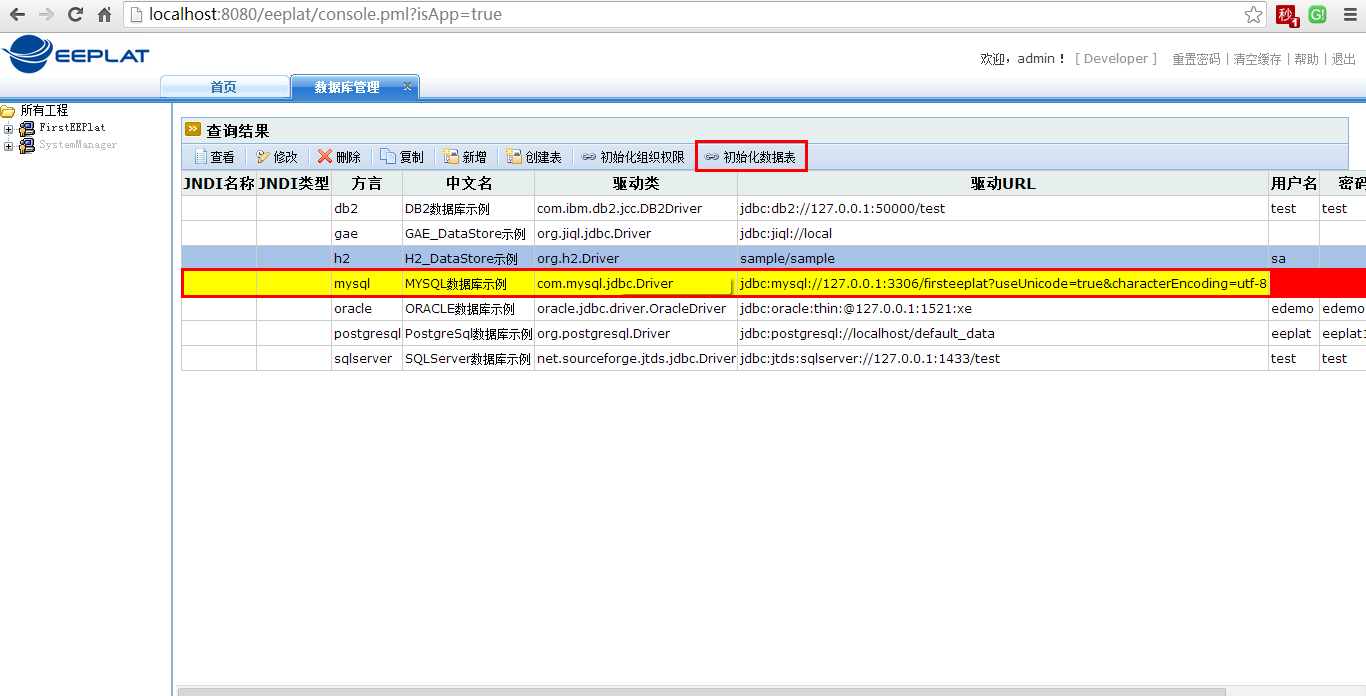 localhost:8080/eeplat/console.pml?isApp=true
秒 1 G!
EEPLAT
欢迎，admin！ [ Developer ] 重置密码 | 清空缓存 | 帮助 | 退出
首页 数据库管理
所有工程
FirstEEPlat
SystemManager
查询结果
查看 修改 删除 复制 新增 创建表 初始化组织权限 初始化数据表
JNDI名称 JNDI类型 方言 中文名 驱动类 驱动URL 用户名 密码
db2 DB2数据库示例 com.ibm.db2.jcc.DB2Driver jdbc:db2://127.0.0.1:50000/test test test
gae GAE_DataStore示例 org.jiql.jdbc.Driver jdbc:jiql://local
h2 H2_DataStore示例 org.h2.Driver sample/sample sa
mysql MYSQL数据库示例 com.mysql.jdbc.Driver jdbc:mysql://127.0.0.1:3306/firsteeplat?useUnicode=true&characterEncoding=utf-8
oracle ORACLE数据库示例 oracle.jdbc.driver.OracleDriver jdbc:oracle:thin:@127.0.0.1:1521:xe edemo edemo
postgresql PostgreSql数据库示例 org.postgresql.Driver jdbc:postgresql://localhost/default_data eeplat eeplat1
sqlserver SQLServer数据库示例 net.sourceforge.jtds.jdbc.Driver jdbc:jtds:sqlserver://127.0.0.1:1433/test test test